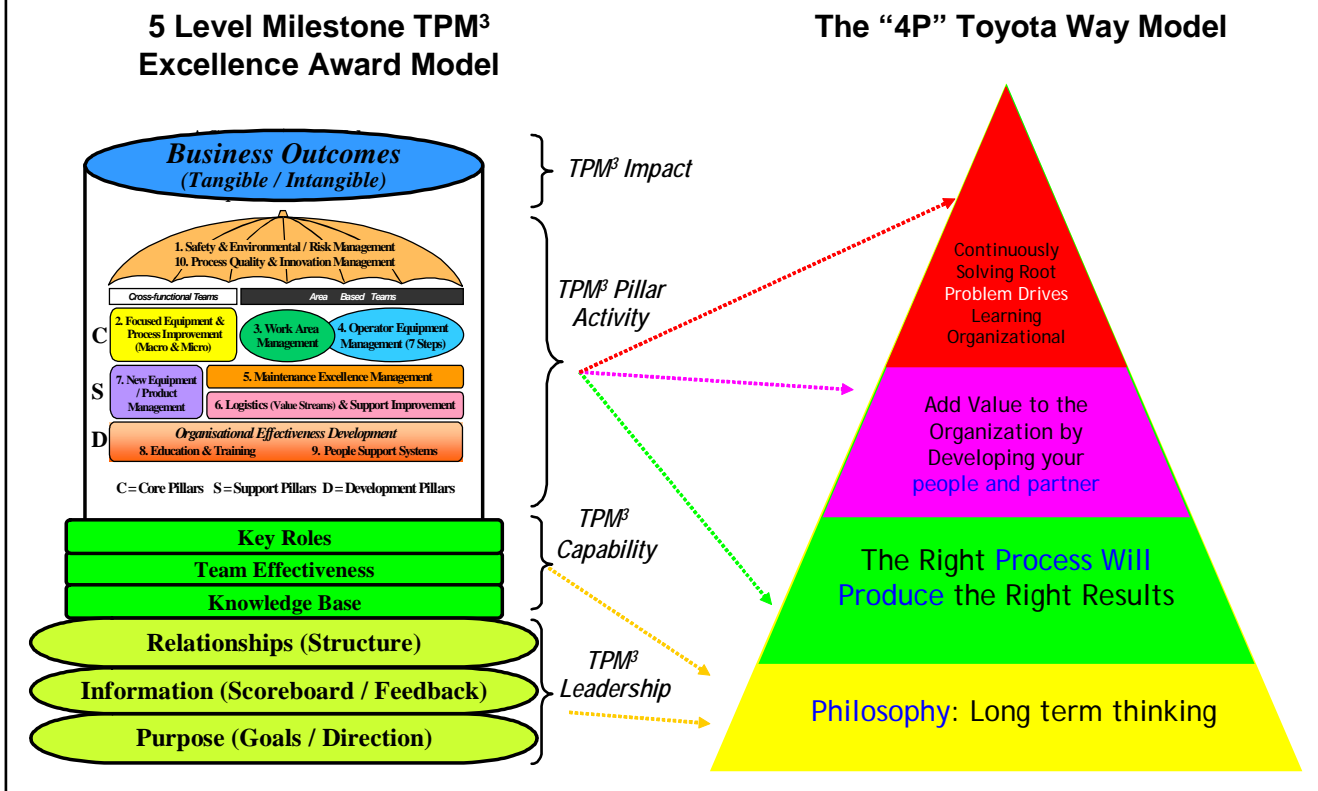 5 Level Milestone TPM³
Excellence Award Model
The “4P” Toyota Way Model
Business Outcomes
(Tangible / Intangible)
TPM³ Impact
1. Safety & Environmental / Risk Management
10. Process Quality & Innovation Management
Cross-functional Teams
Area Based Teams
C
2. Focused Equipment &
Process Improvement
(Macro & Micro)
3. Work Area
Management
4. Operator Equipment
Management (7 Steps)
S
7. New Equipment
/ Product
Management
5. Maintenance Excellence Management
6. Logistics (Value Streams) & Support Improvement
D
Organisational Effectiveness Development
8. Education & Training
9. People Support Systems
C = Core Pillars S = Support Pillars D = Development Pillars
TPM³ Pillar
Activity
Key Roles
Team Effectiveness
Knowledge Base
TPM³
Capability
Relationships (Structure)
Information (Scoreboard / Feedback)
Purpose (Goals / Direction)
TPM³
Leadership
Continuously
Solving Root
Problem Drives
Learning
Organizational
Add Value to the
Organization by
Developing your
people and partner
The Right Process Will
Produce the Right Results
Philosophy: Long term thinking